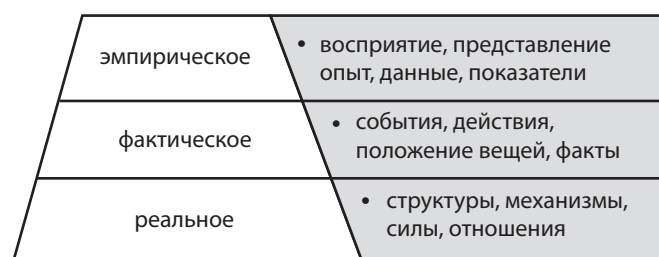 эмпирическое
• восприятие, представление
опыт, данные, показатели
фактическое
• события, действия,
положение вещей, факты
реальное
• структуры, механизмы,
силы, отношения